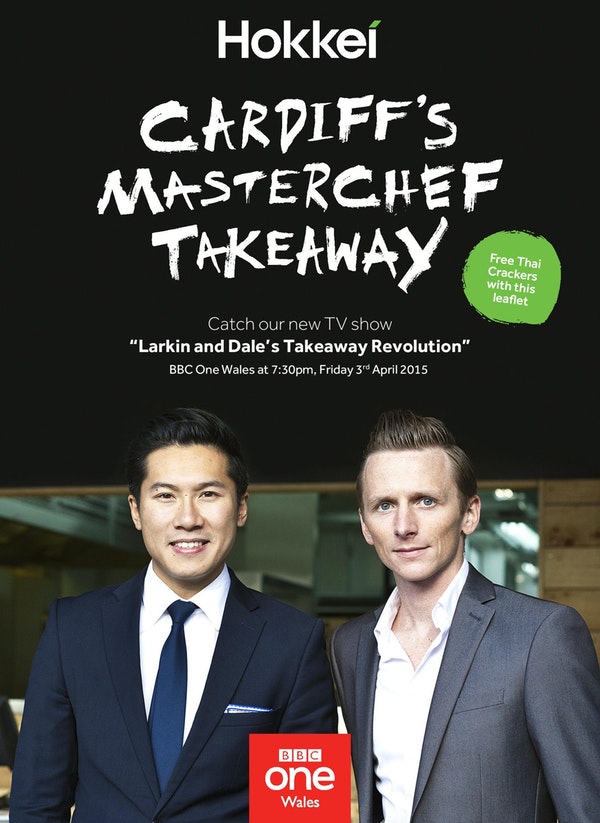 Hokkeí
CARDIFF'S
MASTERCHEF
TAKEAWAY
Free Thai
Crackers
with this
leaflet
Catch our new TV show
“Larkin and Dale’s Takeaway Revolution”
BBC One Wales at 7:30pm, Friday 3rd April 2015
BBC
one
Wales